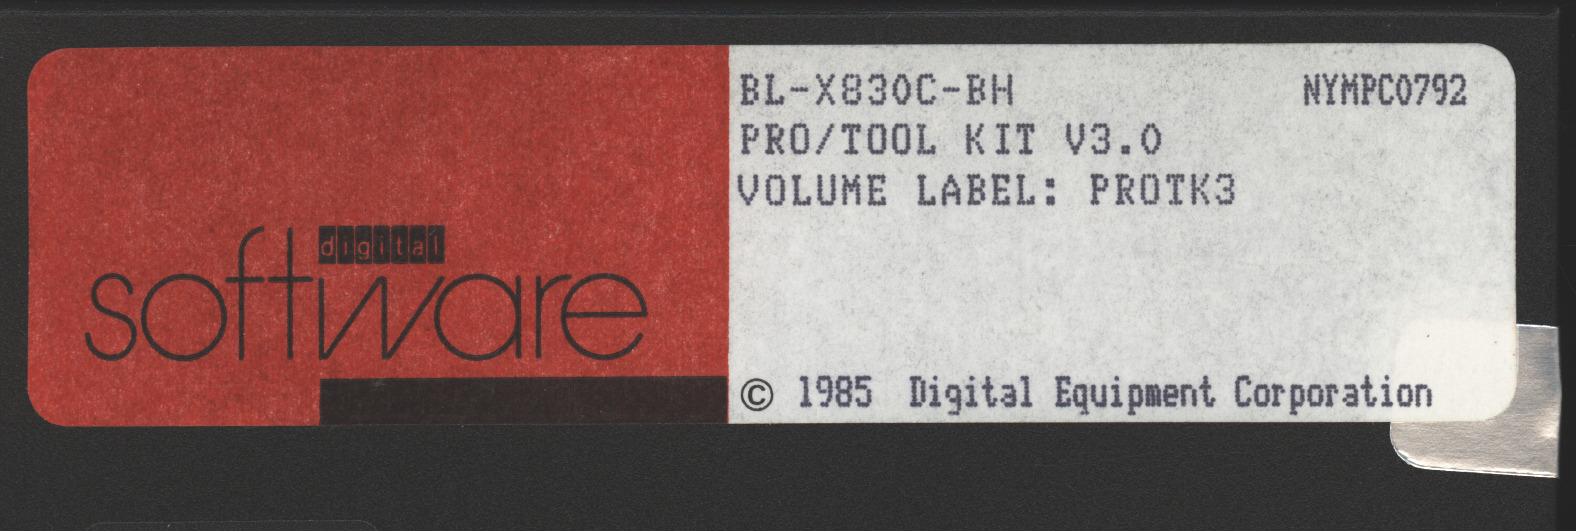 digital
software
BL-X830C-BH NYMPC0792
PRO/TOOL KIT V3.0
VOLUME LABEL: PROTK3
© 1985 Digital Equipment Corporation